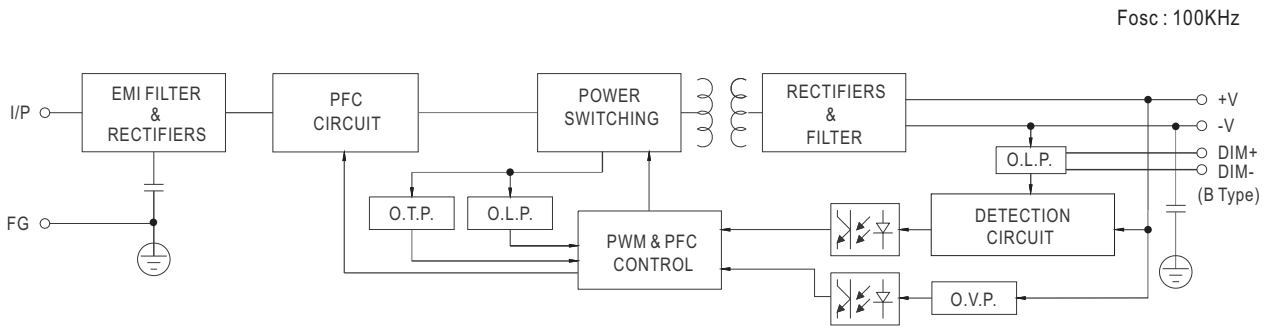 Fosc : 100KHz
I/P
EMI FILTER
&
RECTIFIERS
PFC
CIRCUIT
POWER
SWITCHING
RECTIFIERS
&
FILTER
+V
-V
DIM+
DIM-
(B Type)
O.L.P.
FG
O.T.P.
O.L.P.
PWM & PFC
CONTROL
DETECTION
CIRCUIT
O.V.P.